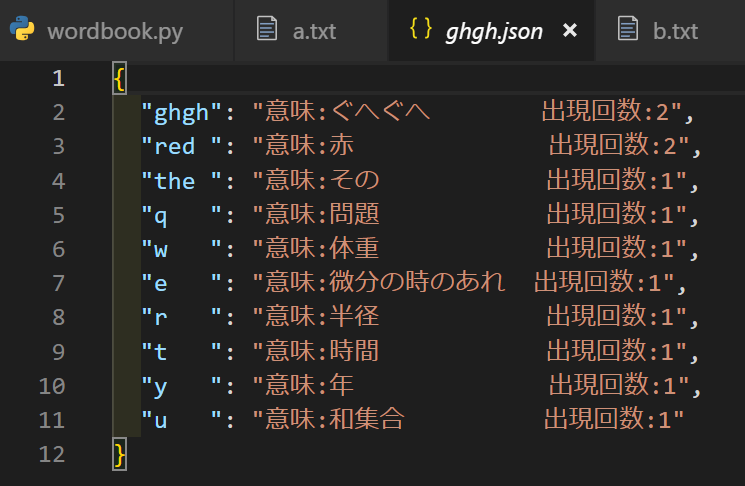 wordbook.py a.txt {} ghgh.json × b.txt
1 {
2 "ghgh": "意味:ぐへぐへ 出現回数:2",
3 "red ": "意味:赤 出現回数:2",
4 "the ": "意味:その 出現回数:1",
5 "q   ": "意味:問題 出現回数:1",
6 "w   ": "意味:体重 出現回数:1",
7 "e   ": "意味:微分の時のあれ 出現回数:1",
8 "r   ": "意味:半径 出現回数:1",
9 "t   ": "意味:時間 出現回数:1",
10 "y   ": "意味:年 出現回数:1",
11 "u   ": "意味:和集合 出現回数:1"
12 }